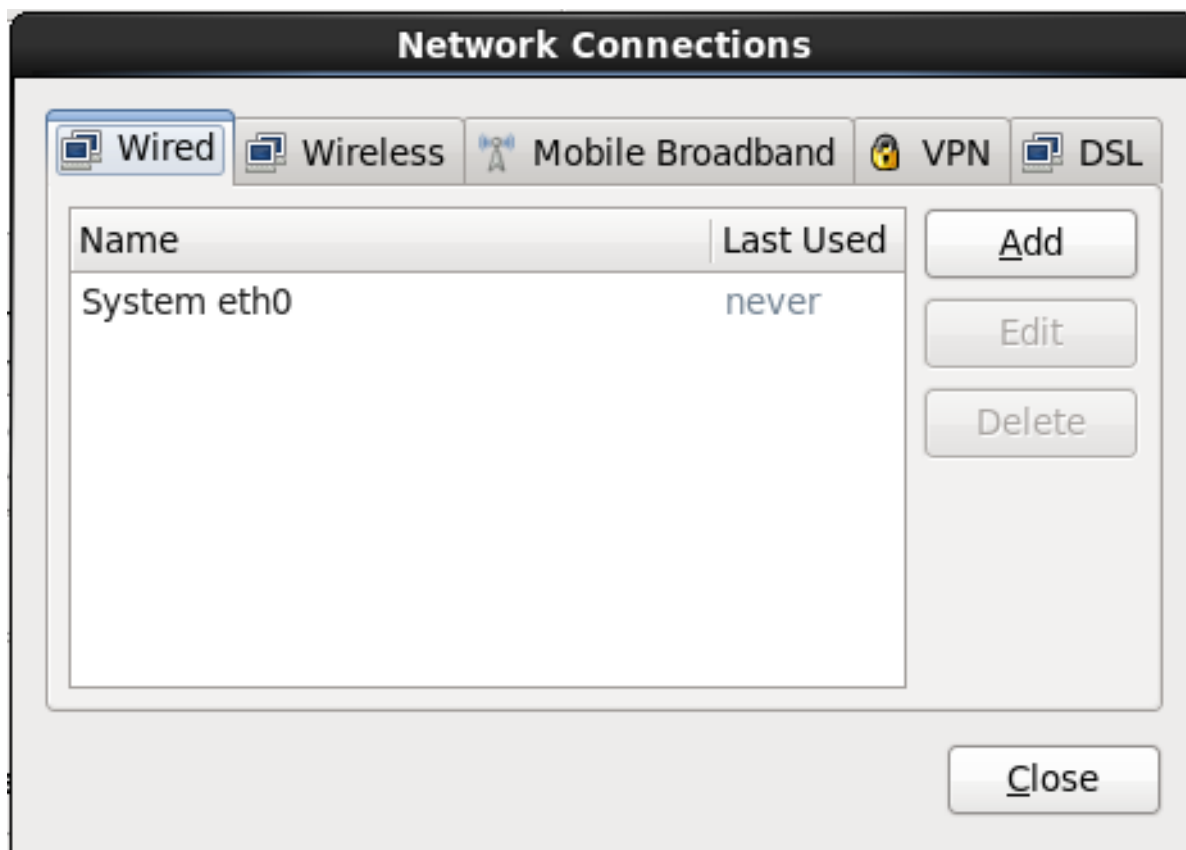 Network Connections
Wired Wireless Mobile Broadband VPN DSL
Name Last Used Add
System eth0 never
Edit
Delete
Close